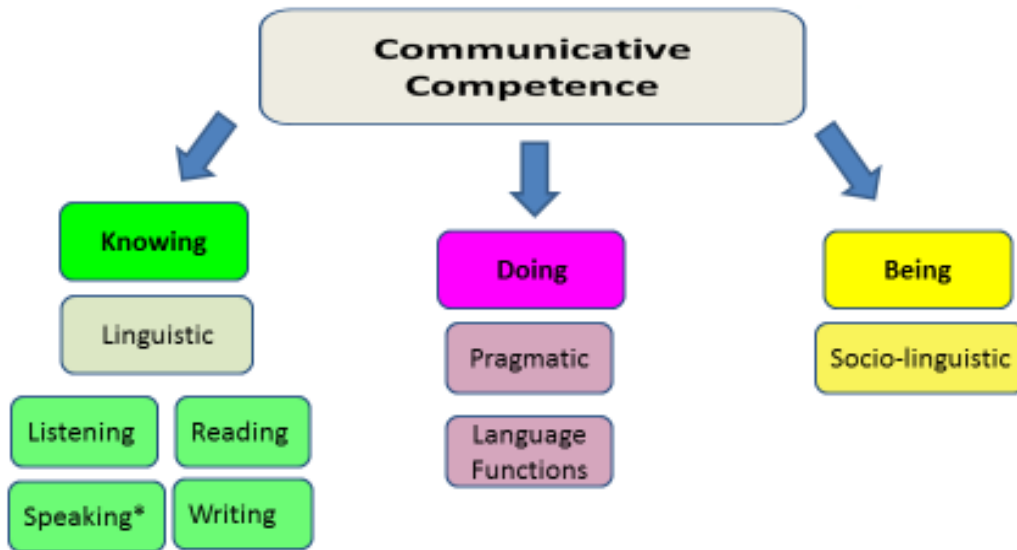 Communicative
Competence
Knowing
Doing
Being
Linguistic
Pragmatic
Socio-linguistic
Listening
Reading
Language
Functions
Speaking*
Writing